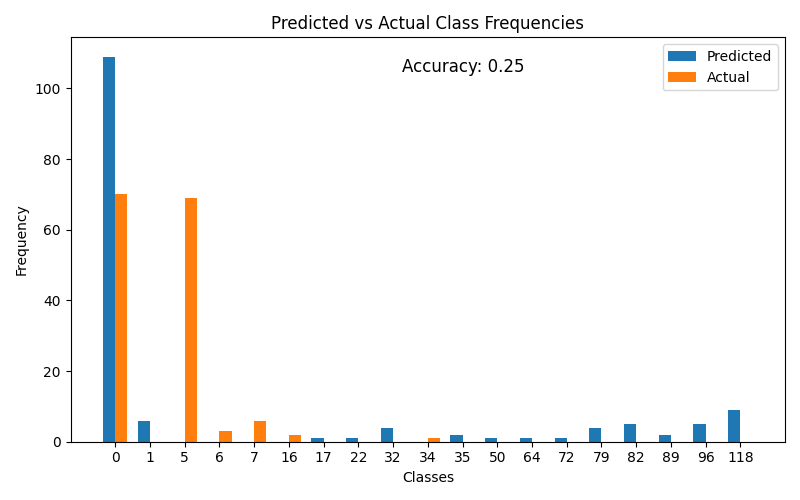 Predicted vs Actual Class Frequencies
Accuracy: 0.25
Predicted
Actual
Frequency
100
80
60
40
20
0
0 1 5 6 7 16 17 22 32 34 35 50 64 72 79 82 89 96 118
Classes